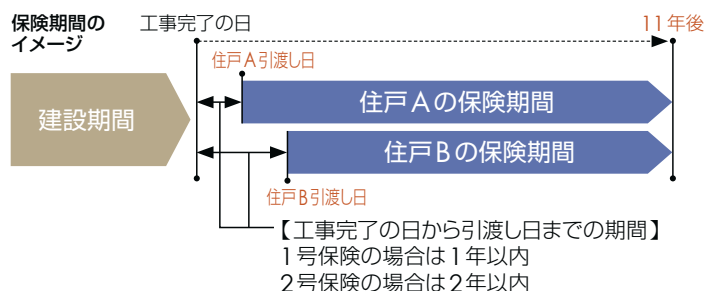 保険期間の
イメージ
工事完了の日
11年後
住戸A引渡し日
建設期間
住戸Aの保険期間
住戸Bの保険期間
住戸B引渡し日
【工事完了の日から引渡し日までの期間】
1号保険の場合は1年以内
2号保険の場合は2年以内